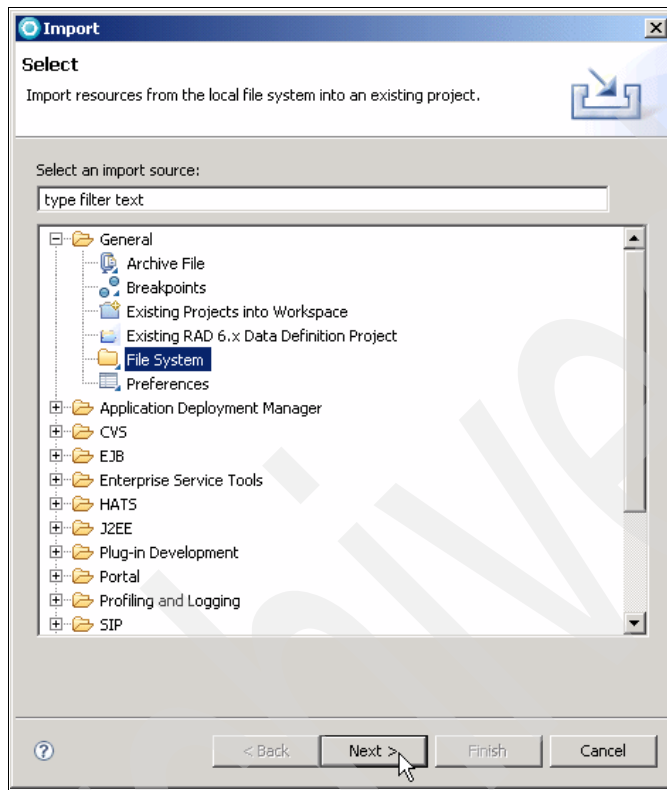 Import
Select
Import resources from the local file system into an existing project.
Select an import source:
type filter text
General
Archive File
Breakpoints
Existing Projects into Workspace
Existing RAD 6.x Data Definition Project
File System
Preferences
Application Deployment Manager
CVS
EJB
Enterprise Service Tools
HATS
J2EE
Plug-in Development
Portal
Profiling and Logging
SIP
? < Back Next > Finish Cancel